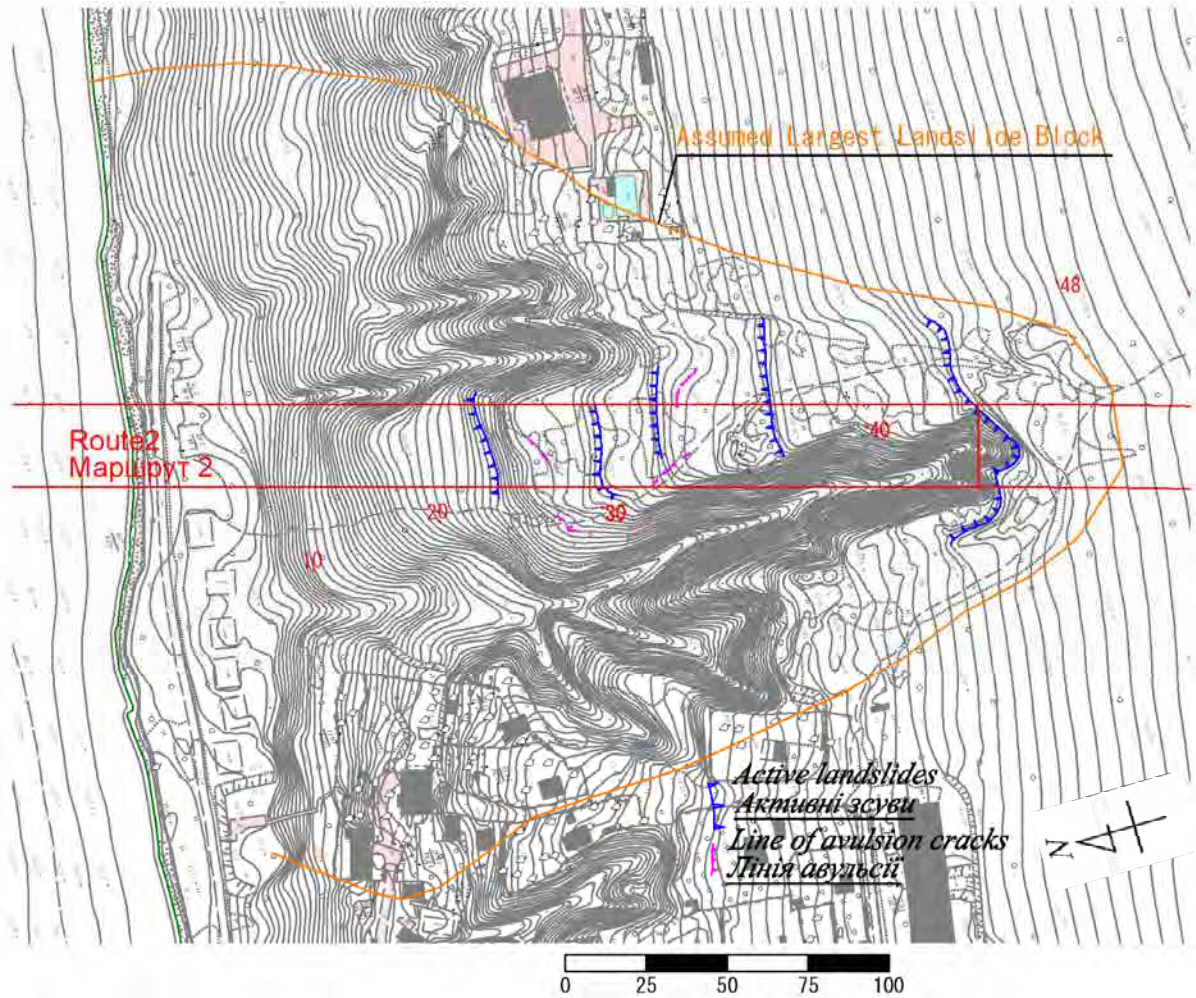 Assumed Largest Landslide Block
48
Route2
Маршрут 2
40
20
30
10
Active landslides
Активні зсуви
Line of avulsion cracks
Лінія авульсії
N
0 25 50 75 100